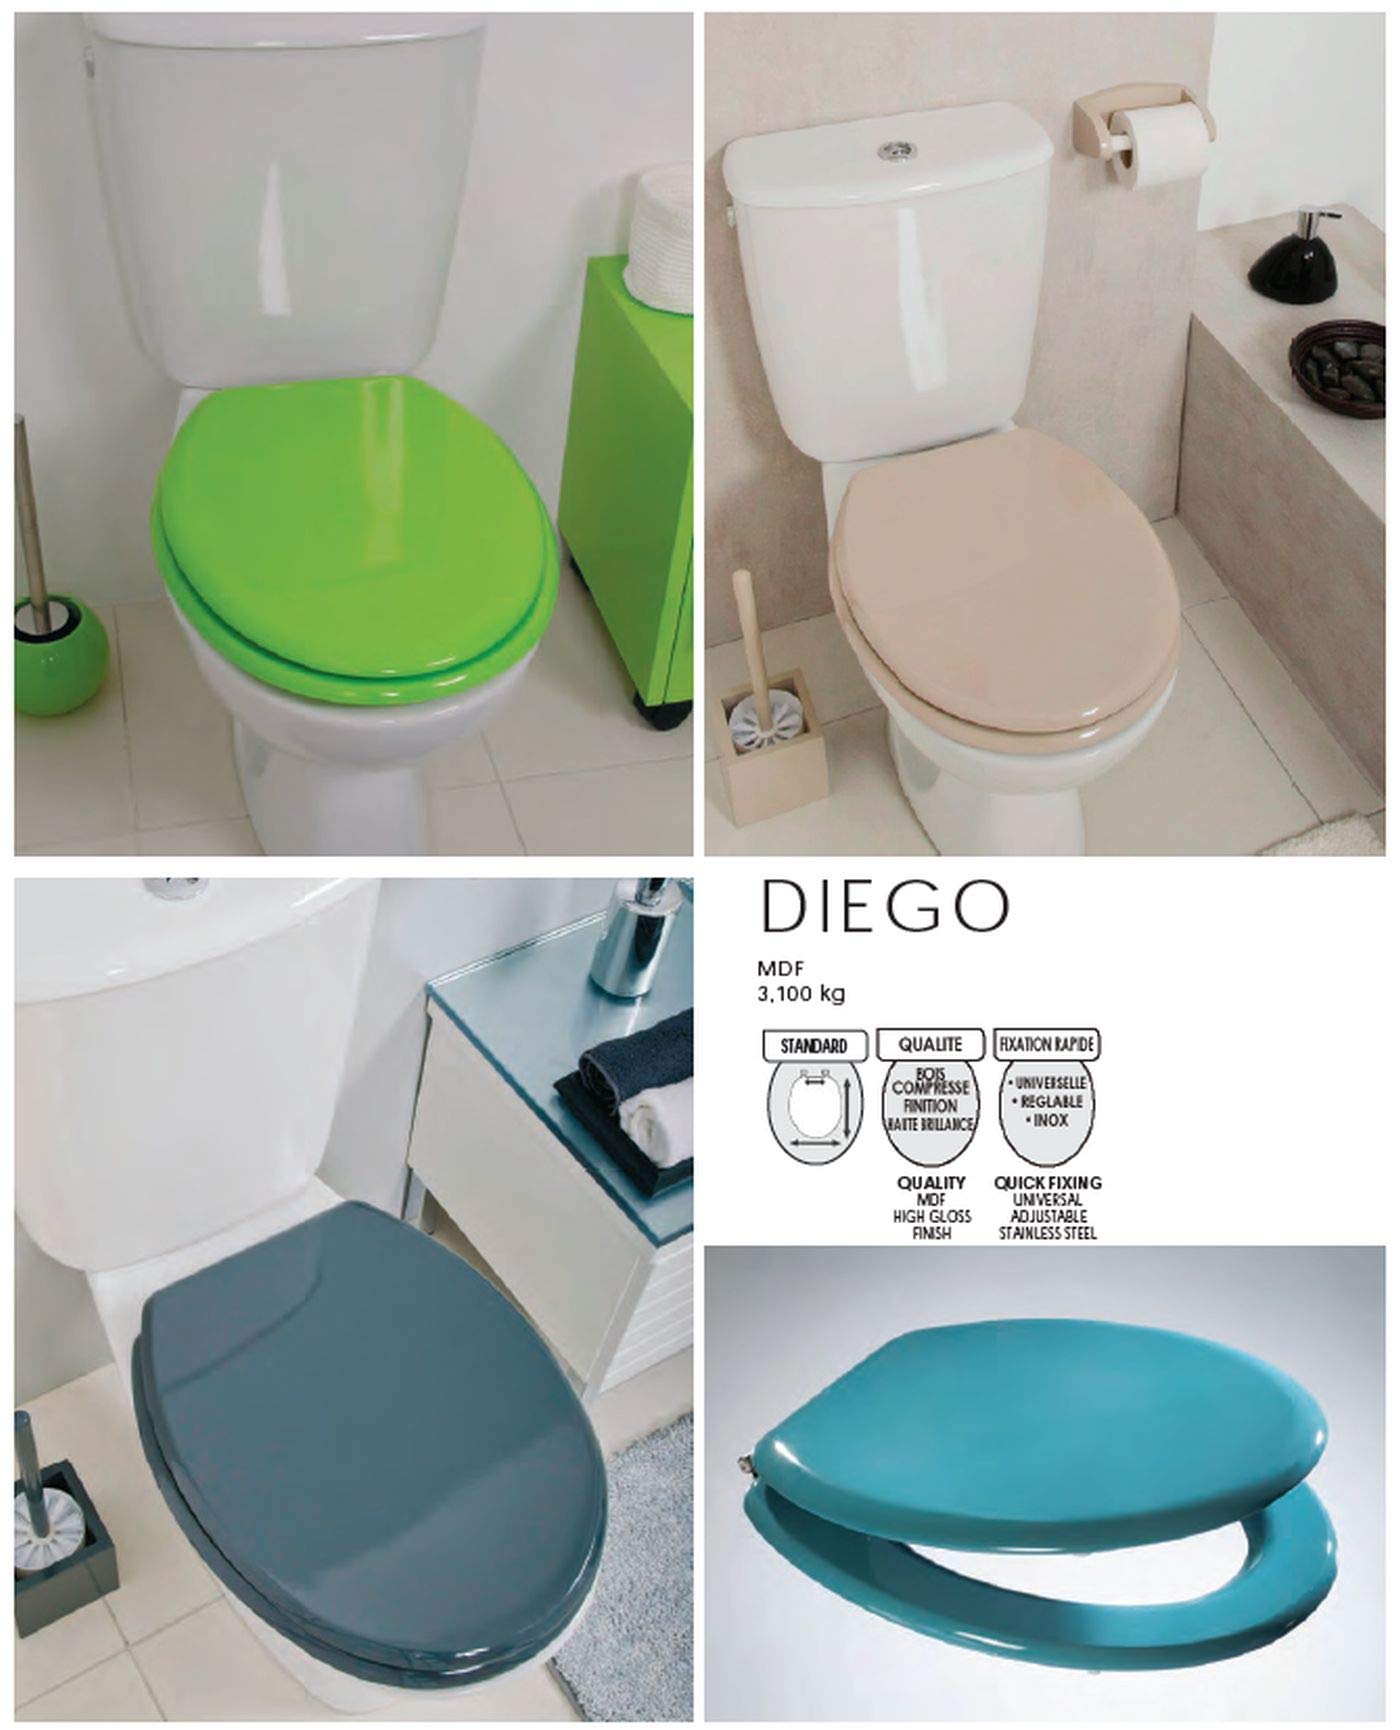 DIEGO
MDF
3,100 kg
STANDARD
QUALITE
BOIS
COMPRESSE
FINITION
HAUTE BRILLANCE
QUALITY
MDF
HIGH GLOSS
FINISH
FIXATION RAPIDE
• UNIVERSELLE
• REGLABLE
• INOX
QUICK FIXING
UNIVERSAL
ADJUSTABLE
STAINLESS STEEL